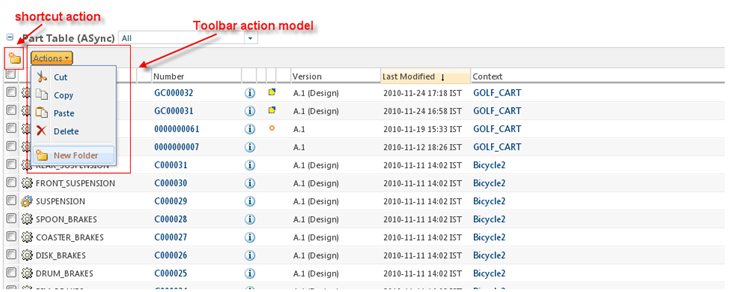 shortcut action
Toolbar action model
Part Table (ASync) All
Actions
Number Version Last Modified ↓ Context
Cut
Copy
Paste
Delete
New Folder
GC000032 A.1 (Design) 2010-11-24 17:18 IST GOLF_CART
GC000031 A.1 (Design) 2010-11-24 16:58 IST GOLF_CART
0000000061 A.1 2010-11-19 15:33 IST GOLF_CART
0000000007 A.1 2010-11-12 18:26 IST GOLF_CART
REAR_SUSPENSION C000031 A.1 (Design) 2010-11-11 14:02 IST Bicycle2
FRONT_SUSPENSION C000030 A.1 (Design) 2010-11-11 14:02 IST Bicycle2
SUSPENSION C000029 A.1 (Design) 2010-11-11 14:02 IST Bicycle2
SPOON_BRAKES C000028 A.1 (Design) 2010-11-11 14:02 IST Bicycle2
COASTER_BRAKES C000027 A.1 (Design) 2010-11-11 14:02 IST Bicycle2
DISK_BRAKES C000026 A.1 (Design) 2010-11-11 14:02 IST Bicycle2
DRUM_BRAKES C000025 A.1 (Design) 2010-11-11 14:02 IST Bicycle2